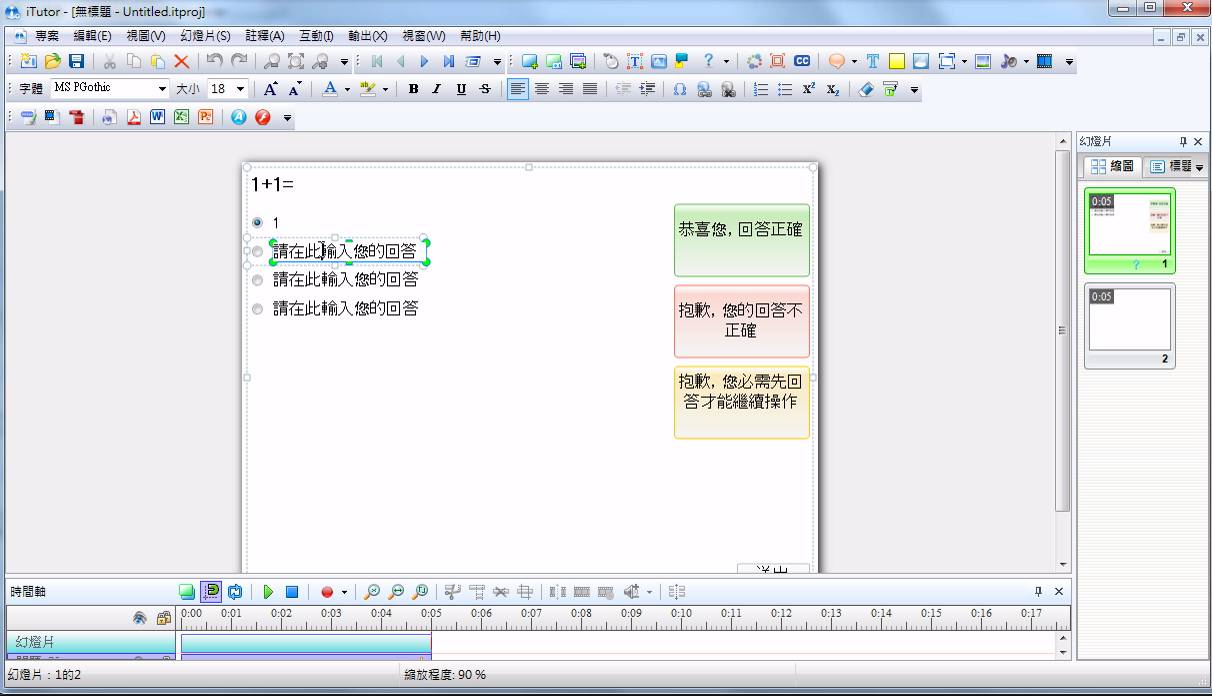 iTutor - [無標題 - Untitled.itproj]
專案 編輯(E) 視圖(V) 幻燈片(S) 註釋(A) 互動(I) 輸出(X) 視窗(W) 幫助(H)
字體 MS PGothic 大小 18
幻燈片
縮圖 標題
1+1=
1
請在此輸入您的回答
請在此輸入您的回答
請在此輸入您的回答
恭喜您, 回答正確
抱歉, 您的回答不
正確
抱歉, 您必需先回
答才能繼續操作
送出
0:05
1
0:05
2
時間軸
0:00 0:01 0:02 0:03 0:04 0:05 0:06 0:07 0:08 0:09 0:10 0:11 0:12 0:13 0:14 0:15 0:16 0:17
幻燈片
幻燈片：1的2 縮放程度: 90 %